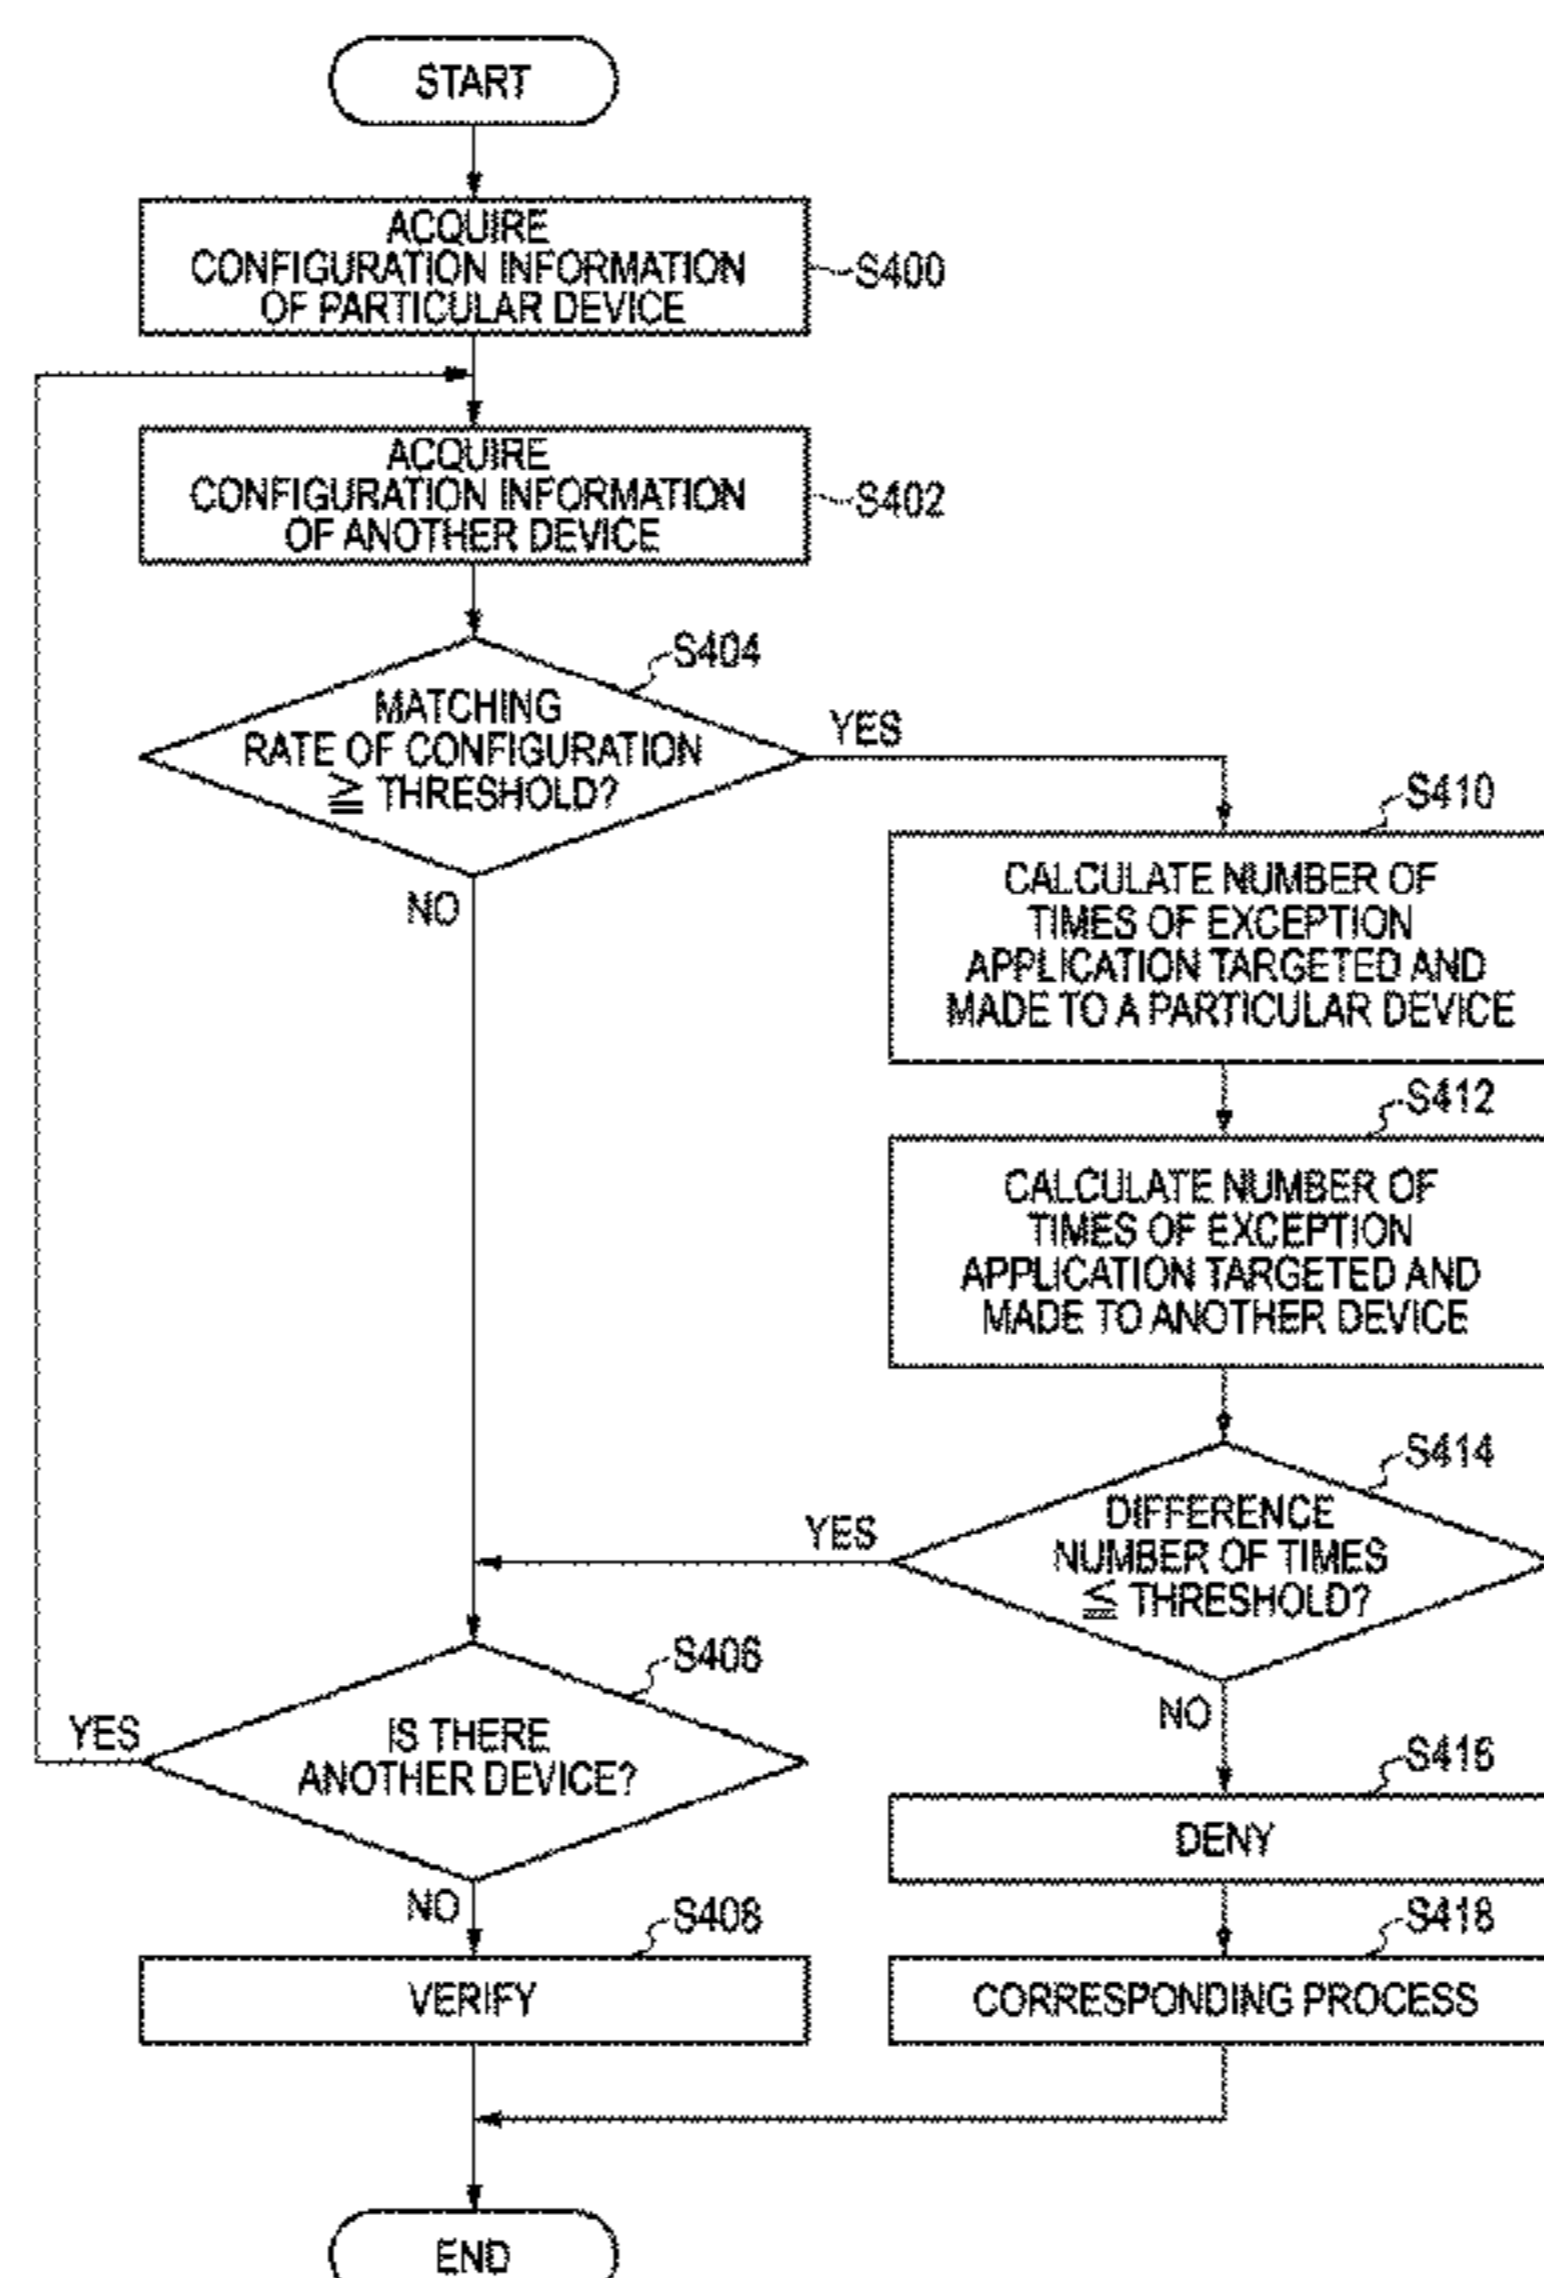 START
ACQUIRE
CONFIGURATION INFORMATION
OF PARTICULAR DEVICE
S400
ACQUIRE
CONFIGURATION INFORMATION
OF ANOTHER DEVICE
S402
S404
MATCHING
RATE OF CONFIGURATION
≧ THRESHOLD?
YES
NO
S410
CALCULATE NUMBER OF
TIMES OF EXCEPTION
APPLICATION TARGETED AND
MADE TO A PARTICULAR DEVICE
S412
CALCULATE NUMBER OF
TIMES OF EXCEPTION
APPLICATION TARGETED AND
MADE TO ANOTHER DEVICE
S414
DIFFERENCE
NUMBER OF TIMES
≦ THRESHOLD?
YES
NO
S406
IS THERE
ANOTHER DEVICE?
YES
NO
S408
VERIFY
S416
DENY
S418
CORRESPONDING PROCESS
END